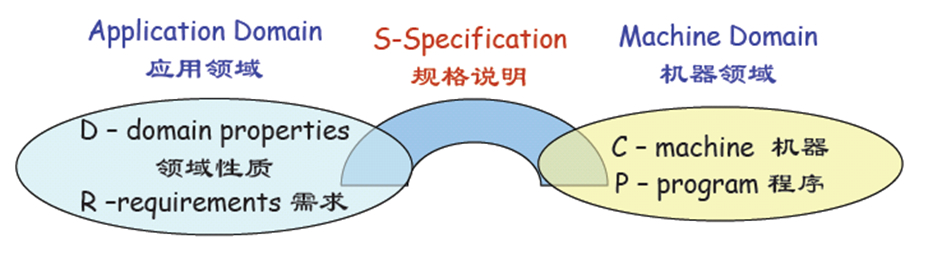 Application Domain
应用领域
S-Specification
规格说明
Machine Domain
机器领域
D – domain properties
领域性质
R –requirements 需求
C – machine 机器
P – program 程序